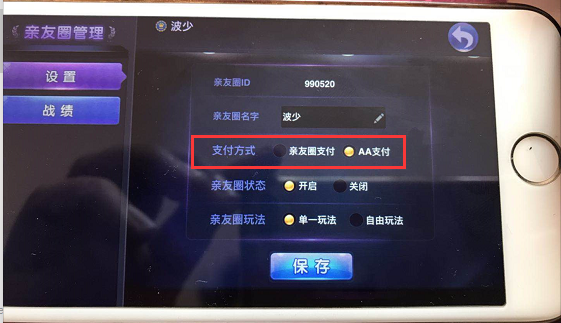 亲友圈管理
波少
设置
战绩
亲友圈ID 990520
亲友圈名字 波少
支付方式 亲友圈支付 AA支付
亲友圈状态 开启 关闭
亲友圈玩法 单一玩法 自由玩法
保存